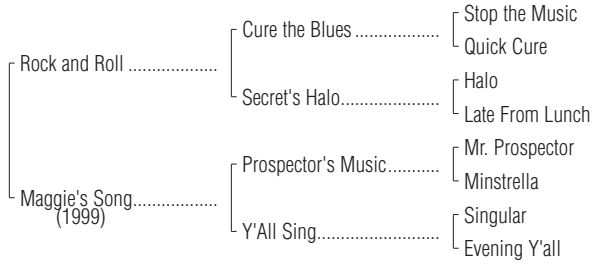 Stop the Music
Cure the Blues ..................
Quick Cure
Rock and Roll ...................
Halo
Secret's Halo.....................
Late From Lunch
Mr. Prospector
Prospector's Music...........
Minstrella
Maggie's Song.................
(1999)
Singular
Y'All Sing..........................
Evening Y'all